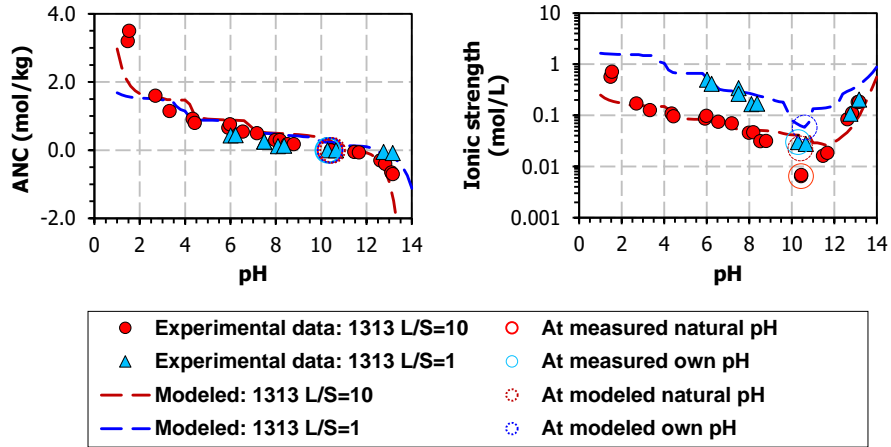 4.0
2.0
0.0
-2.0
ANC (mol/kg)
0 2 4 6 8 10 12 14
pH
10
1
0.1
0.01
0.001
Ionic strength
(mol/L)
0 2 4 6 8 10 12 14
pH
Experimental data: 1313 L/S=10
Experimental data: 1313 L/S=1
Modeled: 1313 L/S=10
Modeled: 1313 L/S=1
At measured natural pH
At measured own pH
At modeled natural pH
At modeled own pH